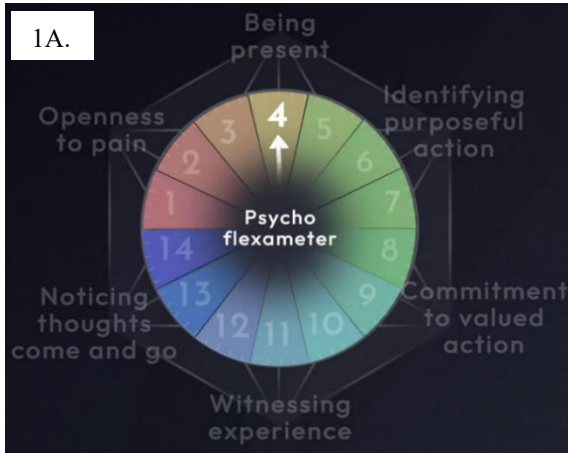 1A.
Being
present
Identifying
purposeful
action
Openness
to pain
4
3
5
2
6
1
7
Psycho
flexameter
14
8
13
9
12
11
10
Noticing
thoughts
come and go
Commitment
to valued
action
Witnessing
experience